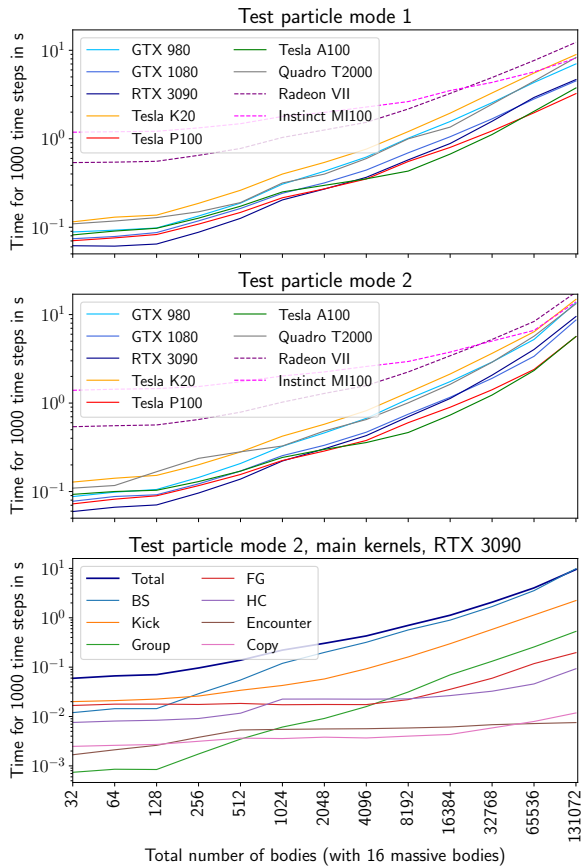 Test particle mode 1
Time for 1000 time steps in s
10^1
10^0
10^-1
GTX 980
GTX 1080
RTX 3090
Tesla K20
Tesla P100
Tesla A100
Quadro T2000
Radeon VII
Instinct MI100
Test particle mode 2
Time for 1000 time steps in s
10^1
10^0
10^-1
GTX 980
GTX 1080
RTX 3090
Tesla K20
Tesla P100
Tesla A100
Quadro T2000
Radeon VII
Instinct MI100
Test particle mode 2, main kernels, RTX 3090
Time for 1000 time steps in s
10^1
10^0
10^-1
10^-2
10^-3
Total
BS
Kick
Group
FG
HC
Encounter
Copy
32
64
128
256
512
1024
2048
4096
8192
16384
32768
65536
131072
Total number of bodies (with 16 massive bodies)